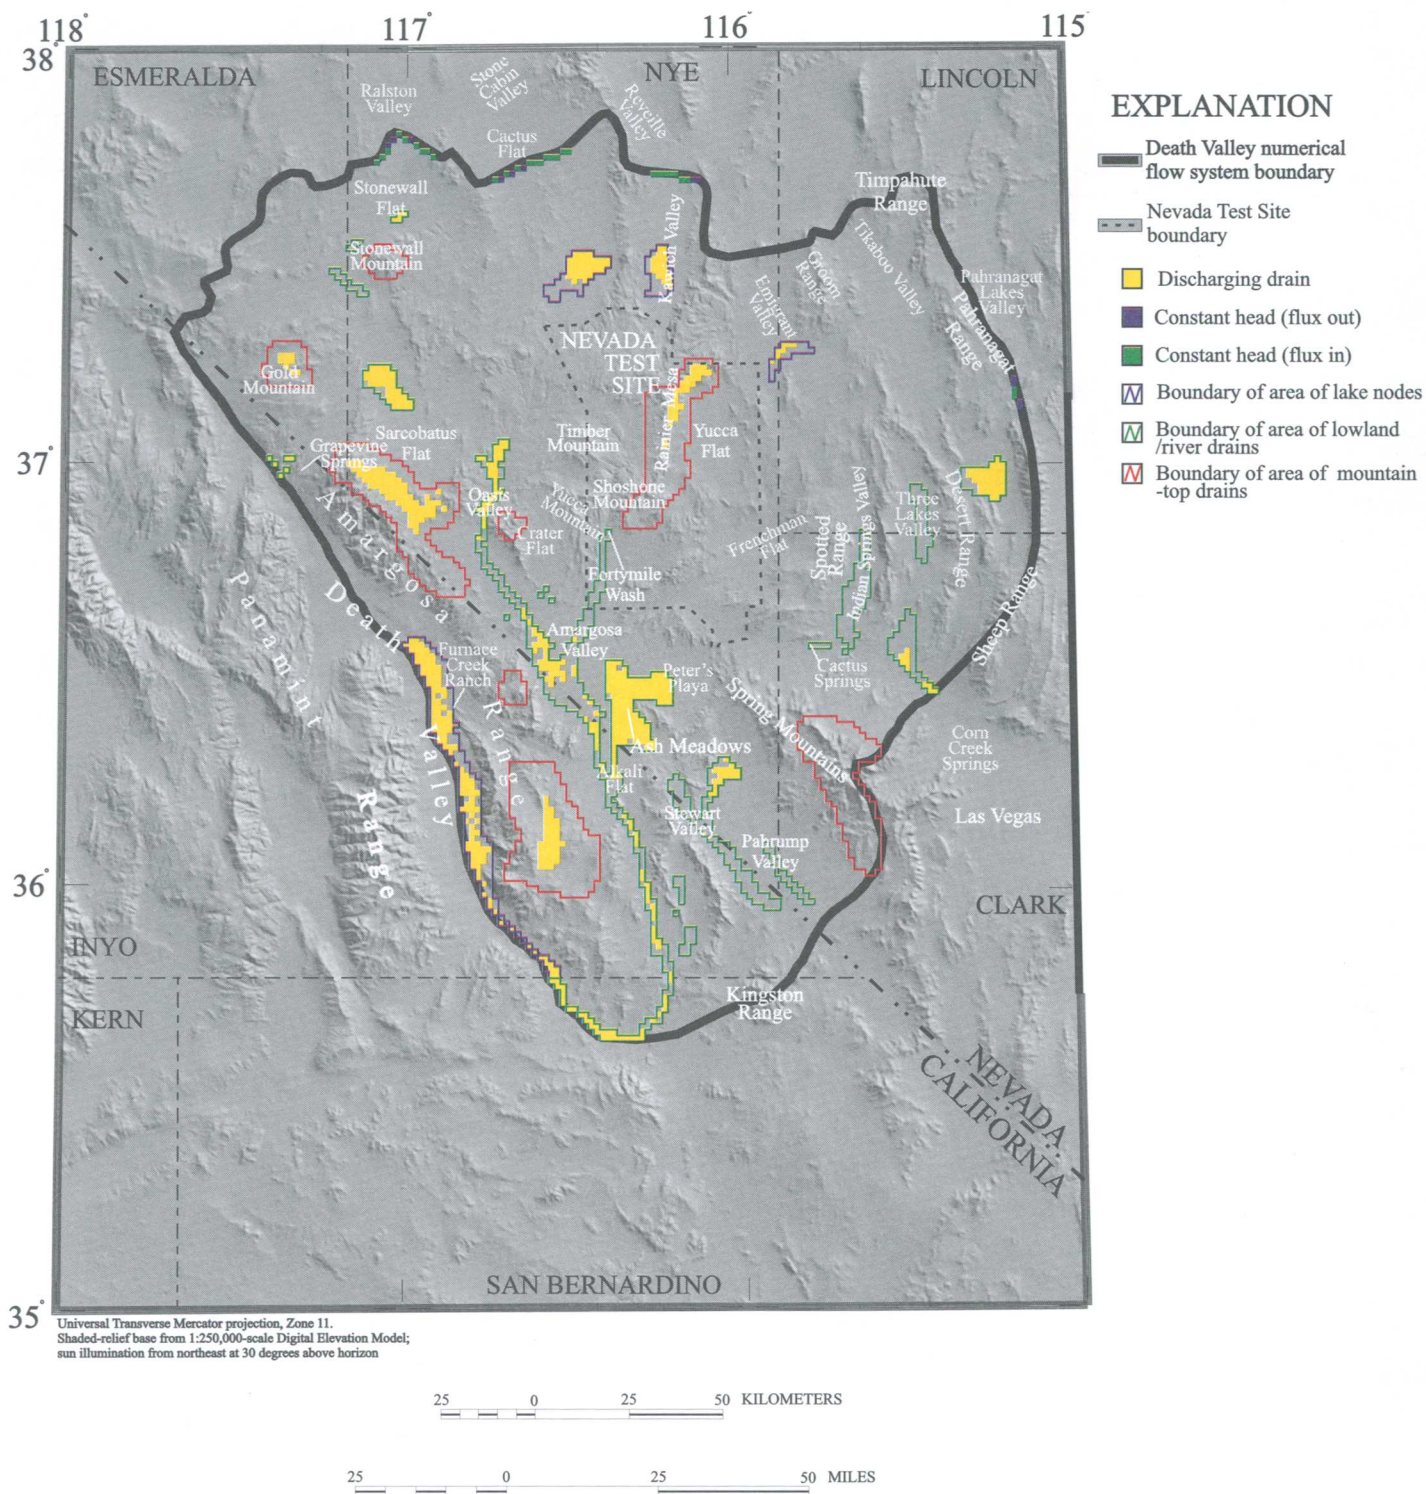 118°
117°
116°
115°
38°
37°
36°
35°
ESMERALDA
NYE
LINCOLN
Ralston
Valley
Stone
Cabin
Valley
Reveille
Valley
Cactus
Flat
Timpahute
Range
Stonewall
Flat
Stonewall
Mountain
Kawich Valley
Tikaboo Valley
Groom
Range
Emigrant
Valley
Pahranagat
Lakes
Valley
Pahranagat
Range
NEVADA
TEST
SITE
Gold
Mountain
Rainier Mesa
Sarcobatus
Flat
Timber
Mountain
Yucca
Flat
Grapevine
Springs
Oasis
Valley
Yucca
Mountain
Shoshone
Mountain
Crater
Flat
Frenchman
Flat
Spotted
Range
Indian Springs Valley
Three
Lakes
Valley
Desert Range
Sheep Range
Fortymile
Wash
Amargosa
Range
Death
Valley
Panamint
Range
Furnace
Creek
Ranch
Amargosa
Valley
Peter's
Playa
Cactus
Springs
Spring Mountains
Ash Meadows
Alkali
Flat
Corn
Creek
Springs
Stewart
Valley
Las Vegas
Pahrump
Valley
CLARK
INYO
KERN
Kingston
Range
NEVADA
CALIFORNIA
SAN BERNARDINO
EXPLANATION
Death Valley numerical
flow system boundary
Nevada Test Site
boundary
Discharging drain
Constant head (flux out)
Constant head (flux in)
Boundary of area of lake nodes
Boundary of area of lowland
/river drains
Boundary of area of mountain
-top drains
Universal Transverse Mercator projection, Zone 11.
Shaded-relief base from 1:250,000-scale Digital Elevation Model;
sun illumination from northeast at 30 degrees above horizon
25 0 25 50 KILOMETERS
25 0 25 50 MILES